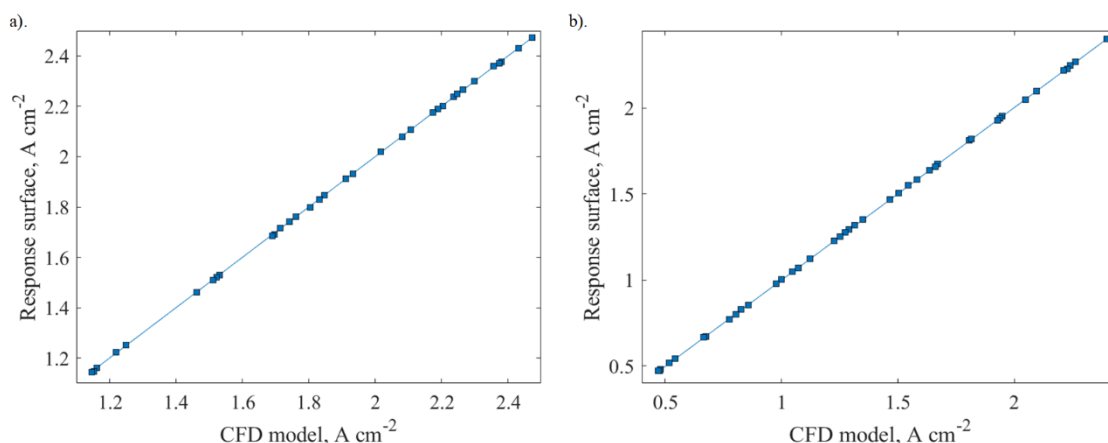 a).
2.4
2.2
2
1.8
1.6
1.4
1.2
1.2 1.4 1.6 1.8 2 2.2 2.4
Response surface, A cm-2
CFD model, A cm-2
b).
2
1.5
1
0.5
0.5 1 1.5 2
Response surface, A cm-2
CFD model, A cm-2